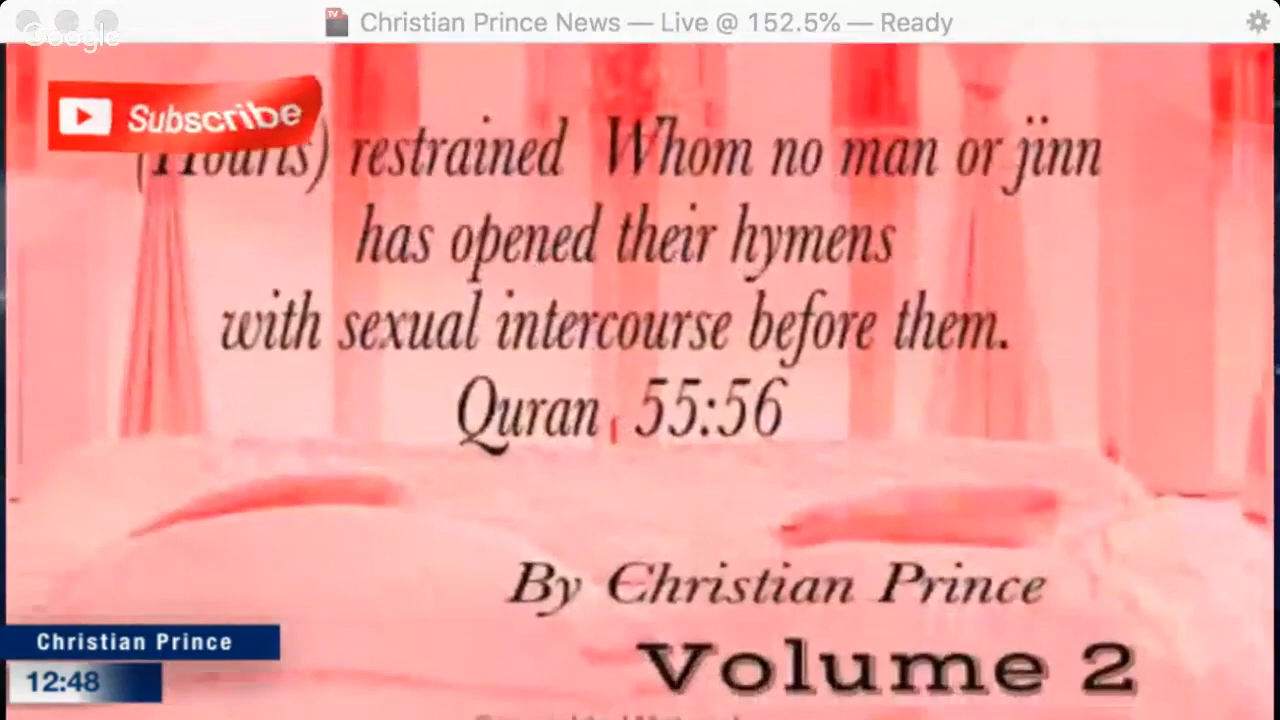 Christian Prince News — Live @ 152.5% — Ready
Google
Subscribe
(Houris) restrained Whom no man or jinn
has opened their hymens
with sexual intercourse before them.
Quran 55:56
By Christian Prince
Volume 2
Christian Prince
12:48